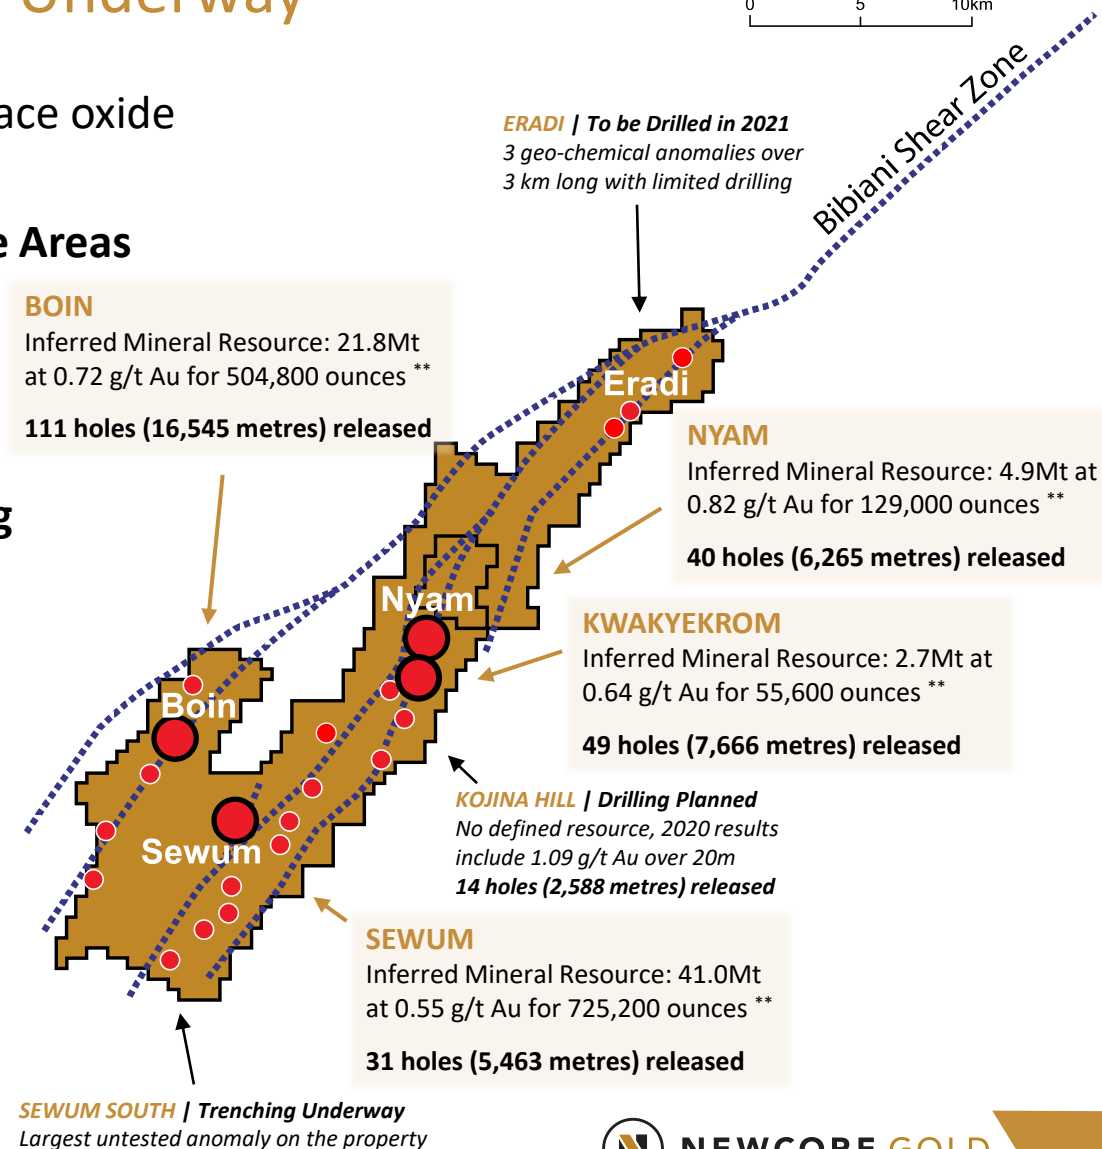 Underway
0 5 10km
ace oxide
Bibiani Shear Zone
ERADI | To be Drilled in 2021
3 geo-chemical anomalies over
3 km long with limited drilling
e Areas
BOIN
Inferred Mineral Resource: 21.8Mt
at 0.72 g/t Au for 504,800 ounces **
111 holes (16,545 metres) released
Eradi
NYAM
Inferred Mineral Resource: 4.9Mt at
0.82 g/t Au for 129,000 ounces **
40 holes (6,265 metres) released
g
Nyam
KWAKYEKROM
Inferred Mineral Resource: 2.7Mt at
0.64 g/t Au for 55,600 ounces **
49 holes (7,666 metres) released
Boin
KOJINA HILL | Drilling Planned
No defined resource, 2020 results
include 1.09 g/t Au over 20m
14 holes (2,588 metres) released
Sewum
SEWUM
Inferred Mineral Resource: 41.0Mt
at 0.55 g/t Au for 725,200 ounces **
31 holes (5,463 metres) released
SEWUM SOUTH | Trenching Underway
Largest untested anomaly on the property
NEWCORE GOLD